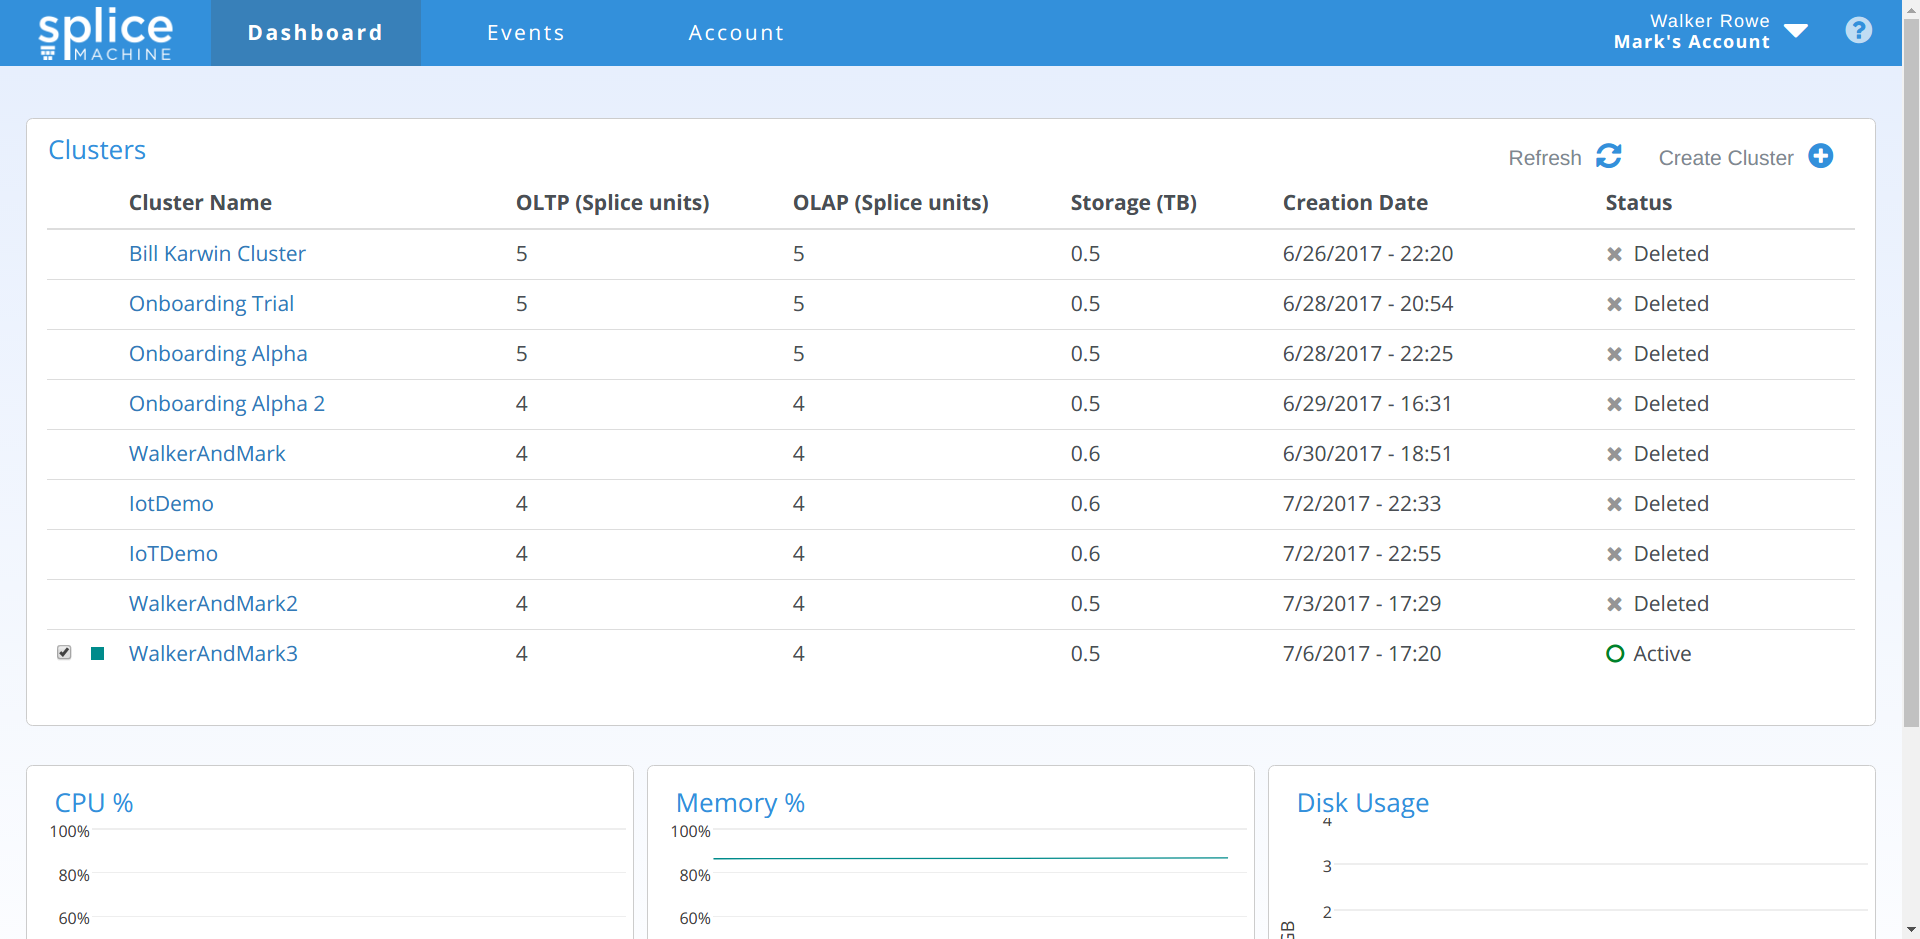 splice
MACHINE
Dashboard Events Account
Walker Rowe
Mark's Account
?
Clusters
Refresh Create Cluster
Cluster Name OLTP (Splice units) OLAP (Splice units) Storage (TB) Creation Date Status
Bill Karwin Cluster 5 5 0.5 6/26/2017 - 22:20 Deleted
Onboarding Trial 5 5 0.5 6/28/2017 - 20:54 Deleted
Onboarding Alpha 5 5 0.5 6/28/2017 - 22:25 Deleted
Onboarding Alpha 2 4 4 0.5 6/29/2017 - 16:31 Deleted
WalkerAndMark 4 4 0.6 6/30/2017 - 18:51 Deleted
IotDemo 4 4 0.6 7/2/2017 - 22:33 Deleted
IoTDemo 4 4 0.6 7/2/2017 - 22:55 Deleted
WalkerAndMark2 4 4 0.5 7/3/2017 - 17:29 Deleted
WalkerAndMark3 4 4 0.5 7/6/2017 - 17:20 Active
CPU %
100%
80%
60%
Memory %
100%
80%
60%
Disk Usage
4
3
2
GB